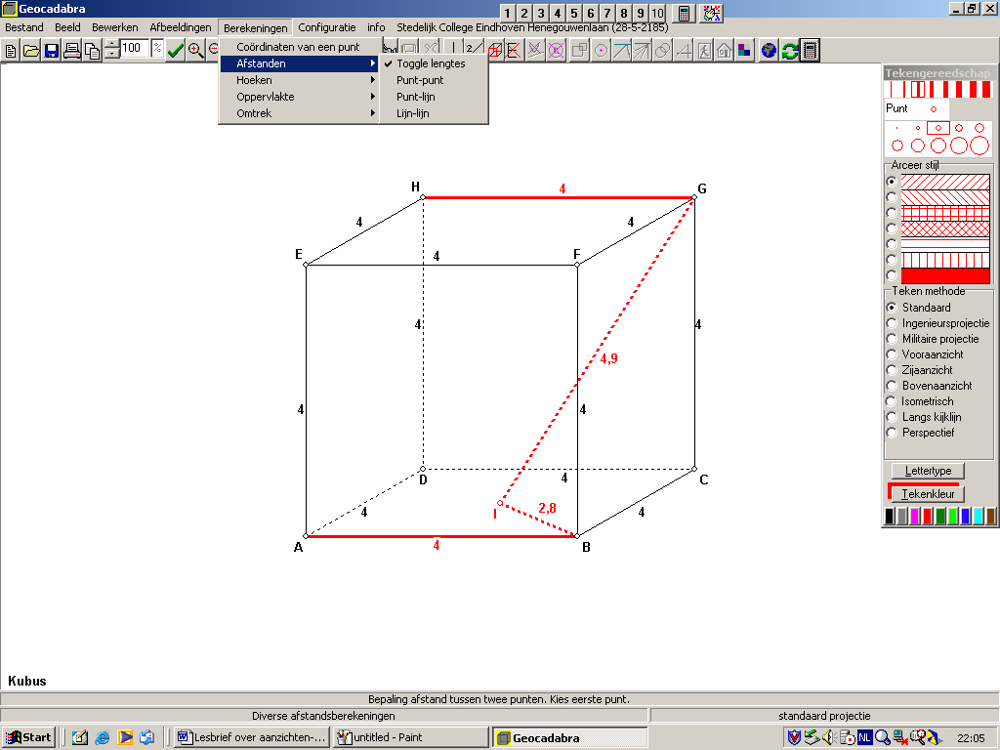 Geocadabra
1 2 3 4 5 6 7 8 9 10
Bestand Beeld Bewerken Afbeeldingen Berekeningen Configuratie info Stedelijk College Eindhoven Henegouwenlaan (28-5-2185)
100 %
Coördinaten van een punt
Afstanden
Hoeken
Oppervlakte
Omtrek
Toggle lengtes
Punt-punt
Punt-lijn
Lijn-lijn
2
10
Tekengereedschap
Punt
Arceer stijl
Teken methode
Standaard
Ingenieursprojectie
Militaire projectie
Vooraanzicht
Zijaanzicht
Bovenaanzicht
Isometrisch
Langs kijklijn
Perspectief
Lettertype
Tekenkleur
H 4 G
4 4
E 4 F
4 4
4,9
4 4
D 4 C
I 2,8
4 4
A 4 B
Kubus
Bepaling afstand tussen twee punten. Kies eerste punt.
Diverse afstandsberekeningen standaard projectie
Start Lesbrief over aanzichten-... untitled - Paint Geocadabra NL 22:05